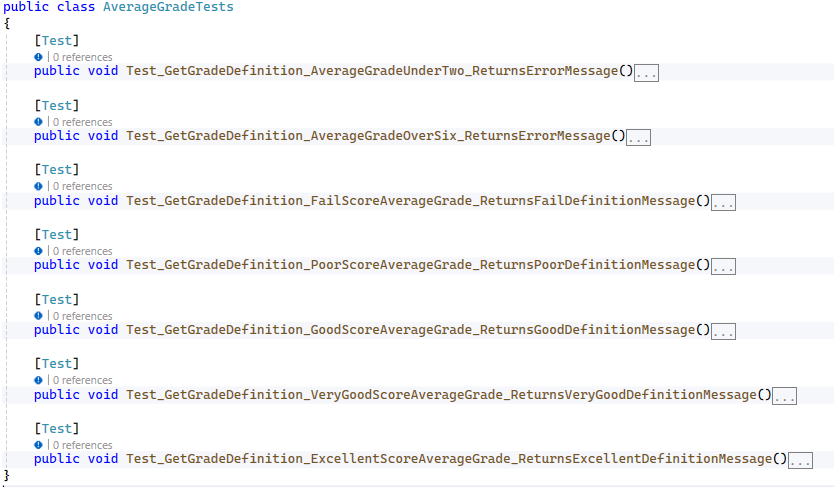 public class AverageGradeTests
{
[Test]
| 0 references
public void Test_GetGradeDefinition_AverageGradeUnderTwo_ReturnsErrorMessage()...
[Test]
| 0 references
public void Test_GetGradeDefinition_AverageGradeOverSix_ReturnsErrorMessage()...
[Test]
| 0 references
public void Test_GetGradeDefinition_FailScoreAverageGrade_ReturnsFailDefinitionMessage()...
[Test]
| 0 references
public void Test_GetGradeDefinition_PoorScoreAverageGrade_ReturnsPoorDefinitionMessage()...
[Test]
| 0 references
public void Test_GetGradeDefinition_GoodScoreAverageGrade_ReturnsGoodDefinitionMessage()...
[Test]
| 0 references
public void Test_GetGradeDefinition_VeryGoodScoreAverageGrade_ReturnsVeryGoodDefinitionMessage()...
[Test]
| 0 references
public void Test_GetGradeDefinition_ExcellentScoreAverageGrade_ReturnsExcellentDefinitionMessage()...
}